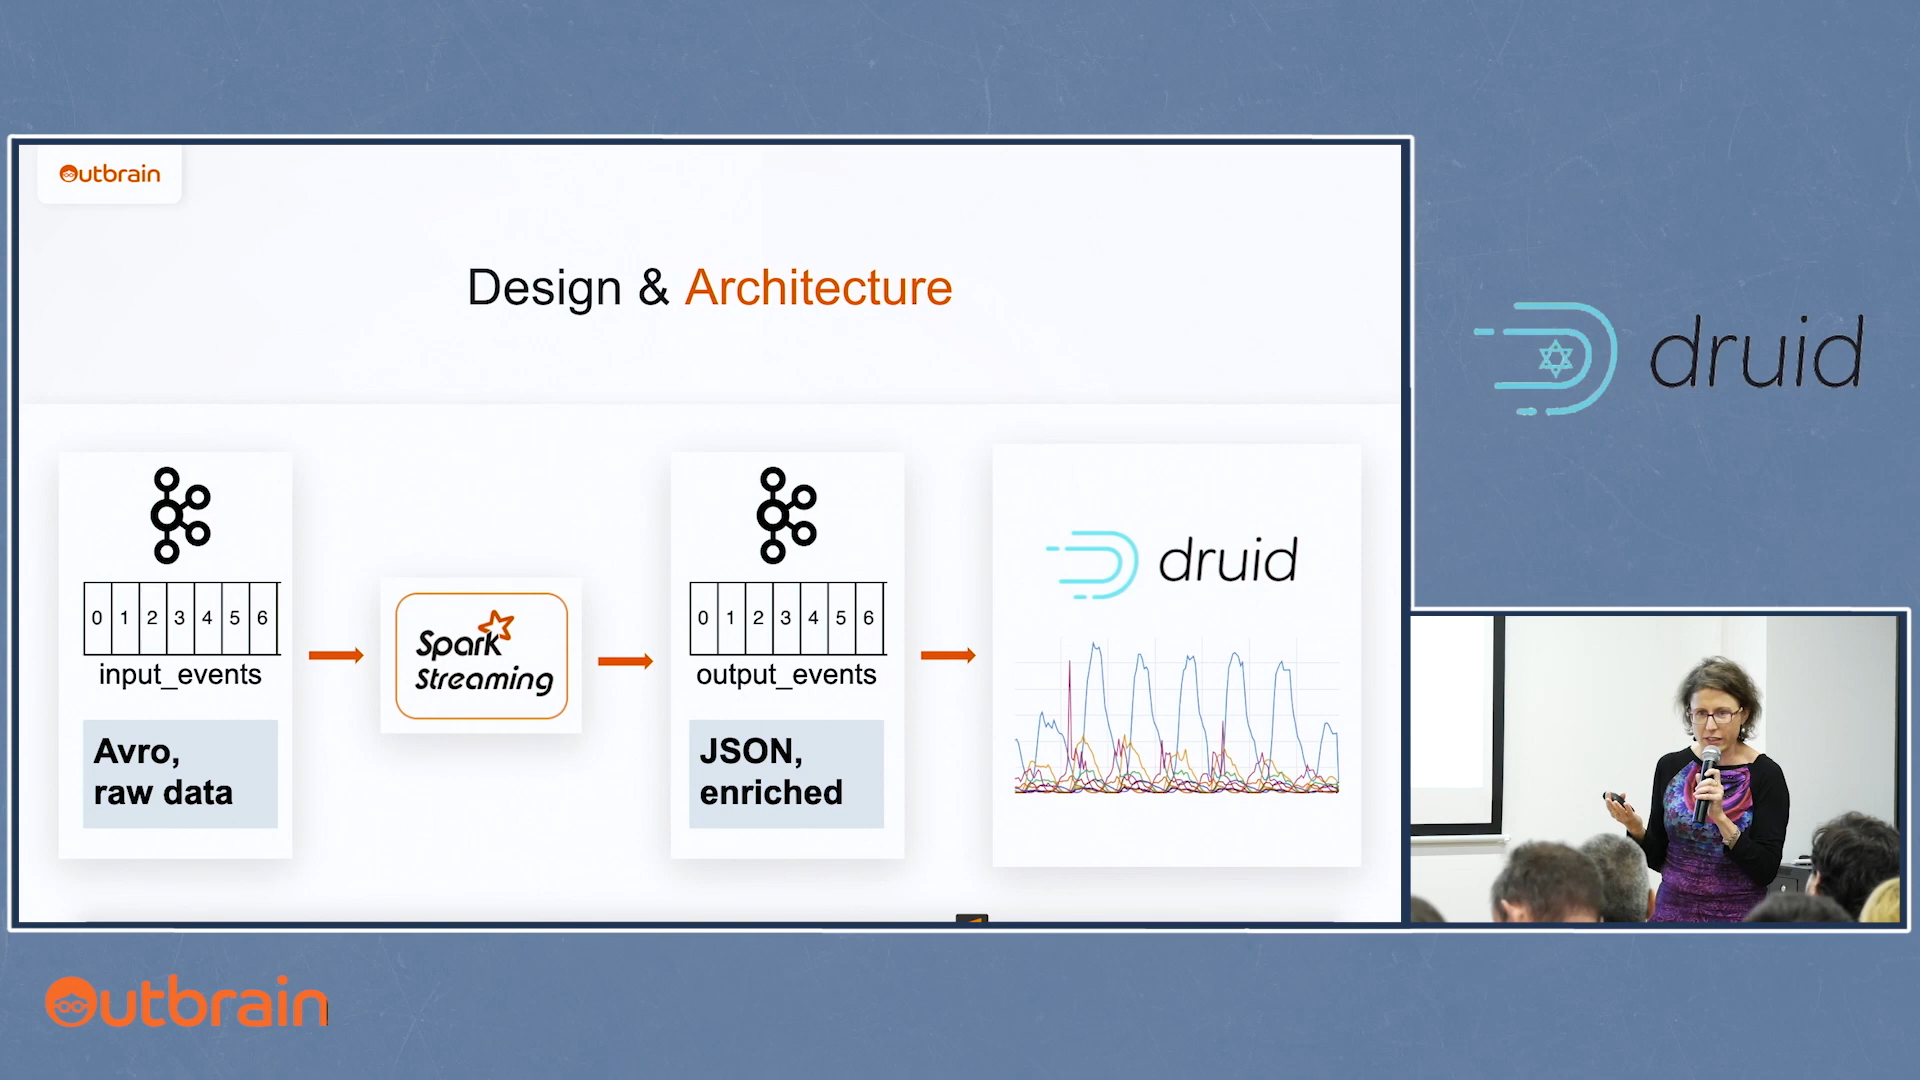 Outbrain
Design & Architecture
0 1 2 3 4 5 6
input_events
Avro,
raw data
Spark
Streaming
0 1 2 3 4 5 6
output_events
JSON,
enriched
druid
druid
Outbrain